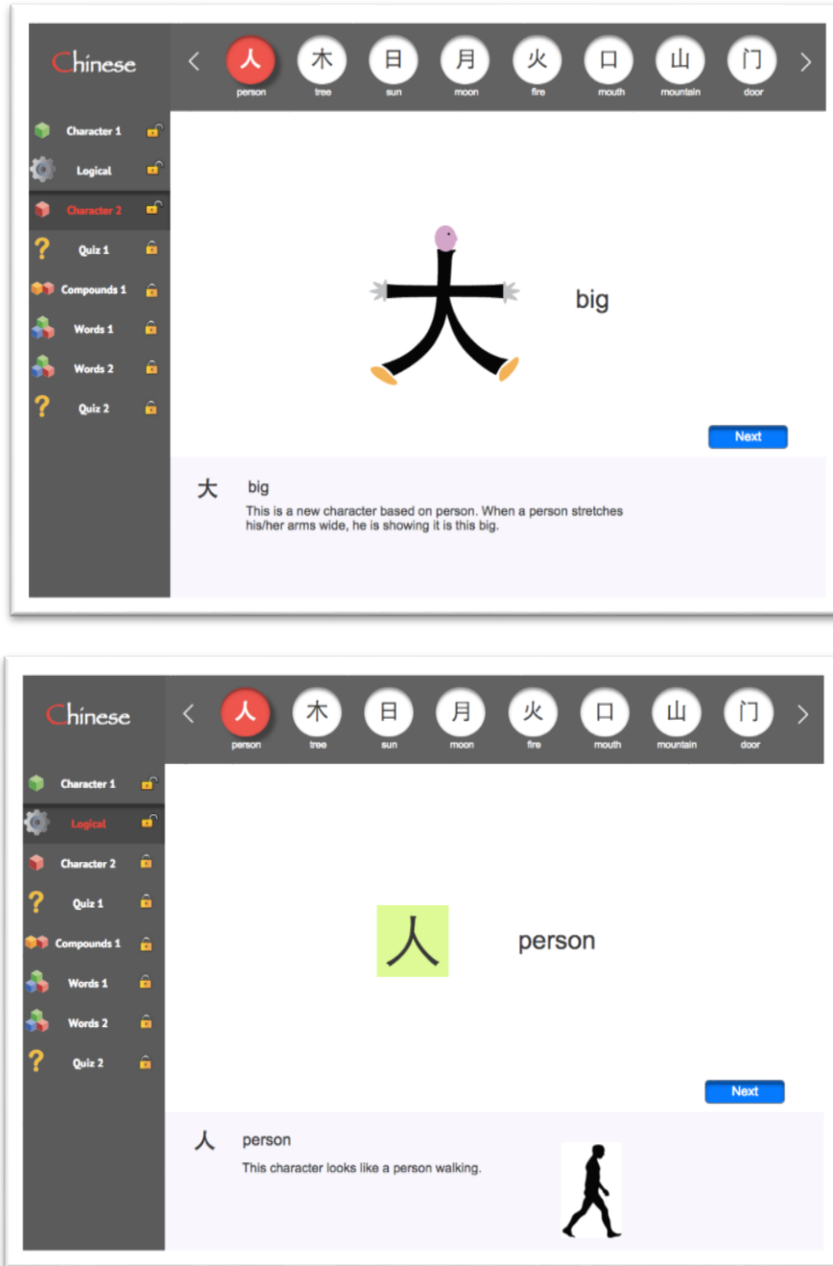 Chinese
人 木 日 月 火 口 山 门
person tree sun moon fire mouth mountain door
Character 1
Logical
Character 2
Quiz 1
Compounds 1
Words 1
Words 2
Quiz 2
大 big
Next
大 big
This is a new character based on person. When a person stretches
his/her arms wide, he is showing it is this big.
Chinese
人 木 日 月 火 口 山 门
person tree sun moon fire mouth mountain door
Character 1
Logical
Character 2
Quiz 1
Compounds 1
Words 1
Words 2
Quiz 2
人 person
Next
人 person
This character looks like a person walking.